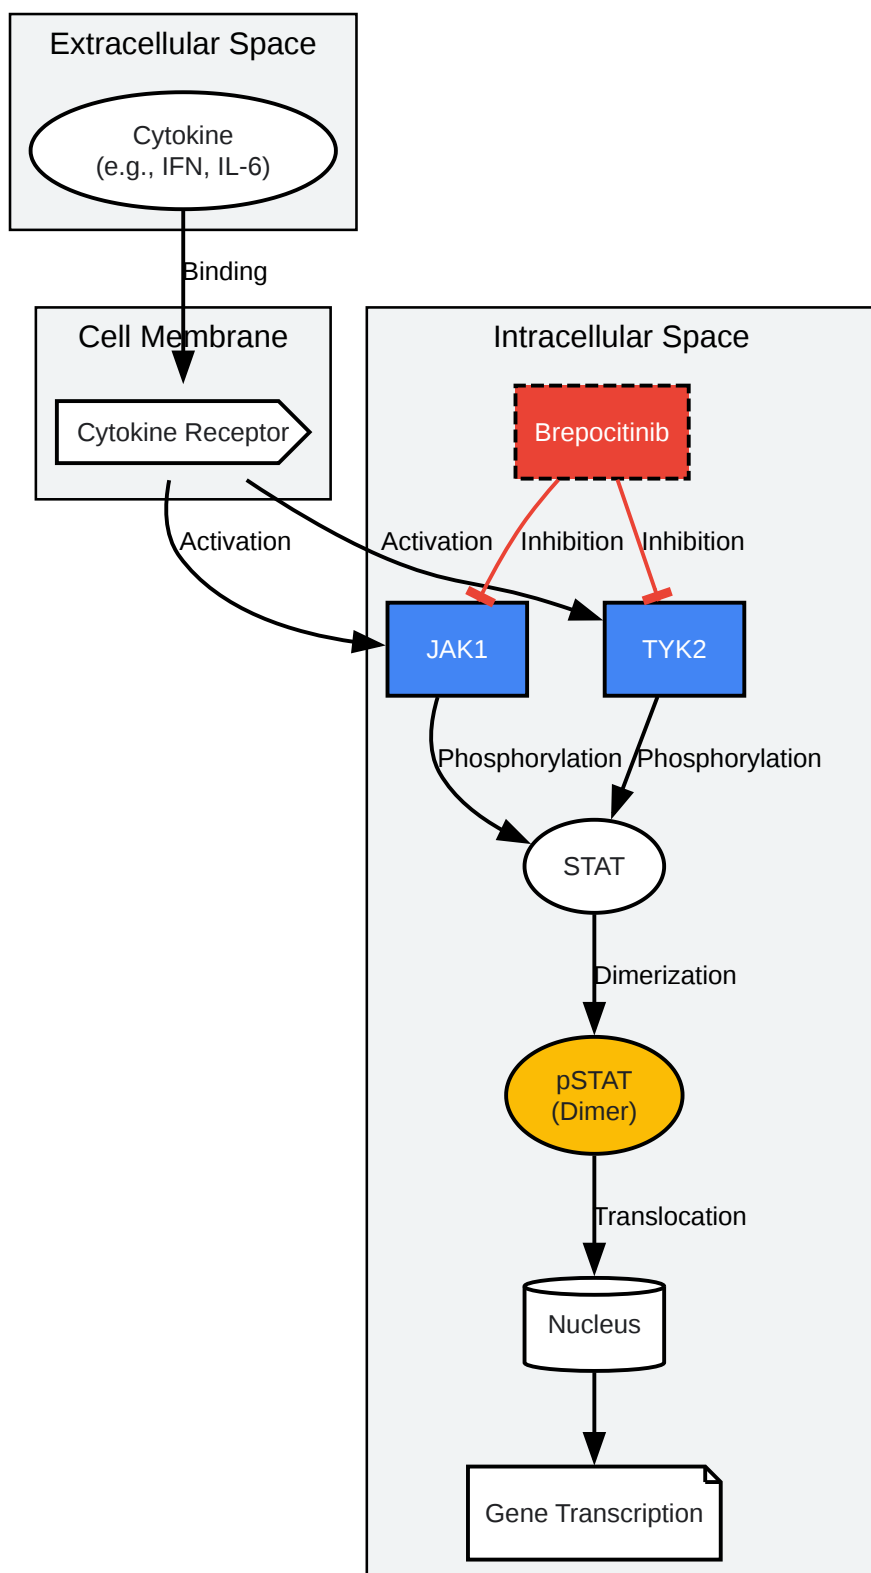 Extracellular Space
Cytokine
(e.g., IFN, IL-6)
Binding
Cell Membrane
Intracellular Space
Cytokine Receptor
Brepocitinib
Activation
Activation
Inhibition
Inhibition
JAK1
TYK2
Phosphorylation
Phosphorylation
STAT
Dimerization
pSTAT
(Dimer)
Translocation
Nucleus
Gene Transcription